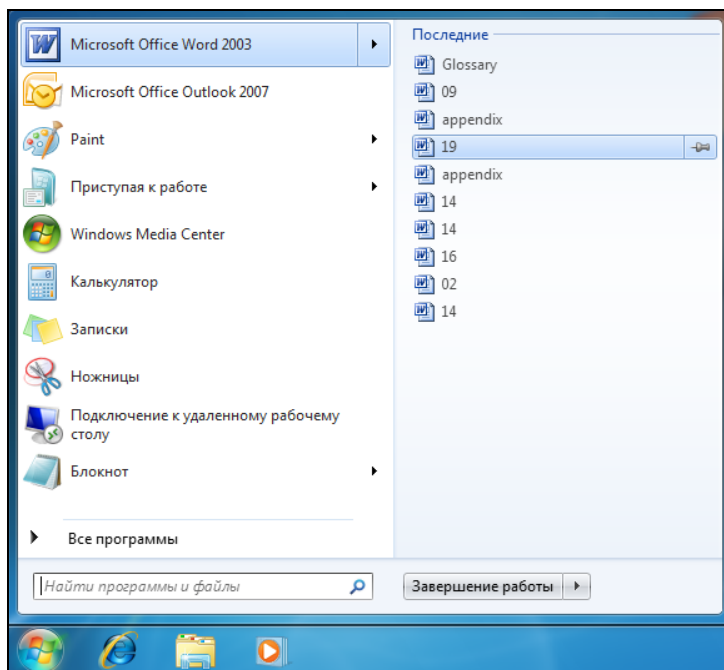 Microsoft Office Word 2003
Microsoft Office Outlook 2007
Paint
Приступая к работе
Windows Media Center
Калькулятор
Записки
Ножницы
Подключение к удаленному рабочему
столу
Блокнот
Все программы
Найти программы и файлы
Последние
Glossary
09
appendix
19
appendix
14
14
16
02
14
Завершение работы